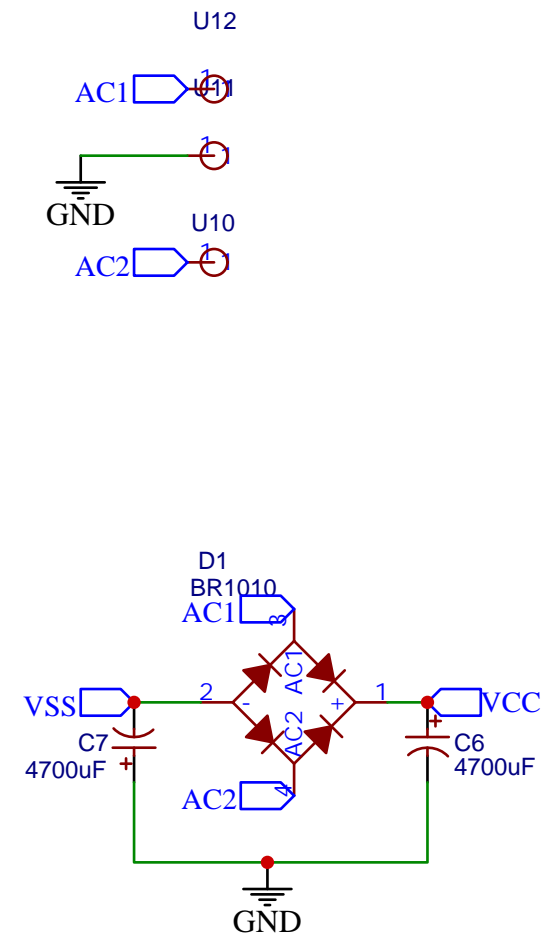 U12
1
AC1
U11
1
1
1
GND
U10
1
AC2
1
D1
BR1010
AC1
3
AC1
VSS
2
-
+
1
VCC
AC2
C7
4700uF
+
+
C6
4700uF
AC2
4
GND